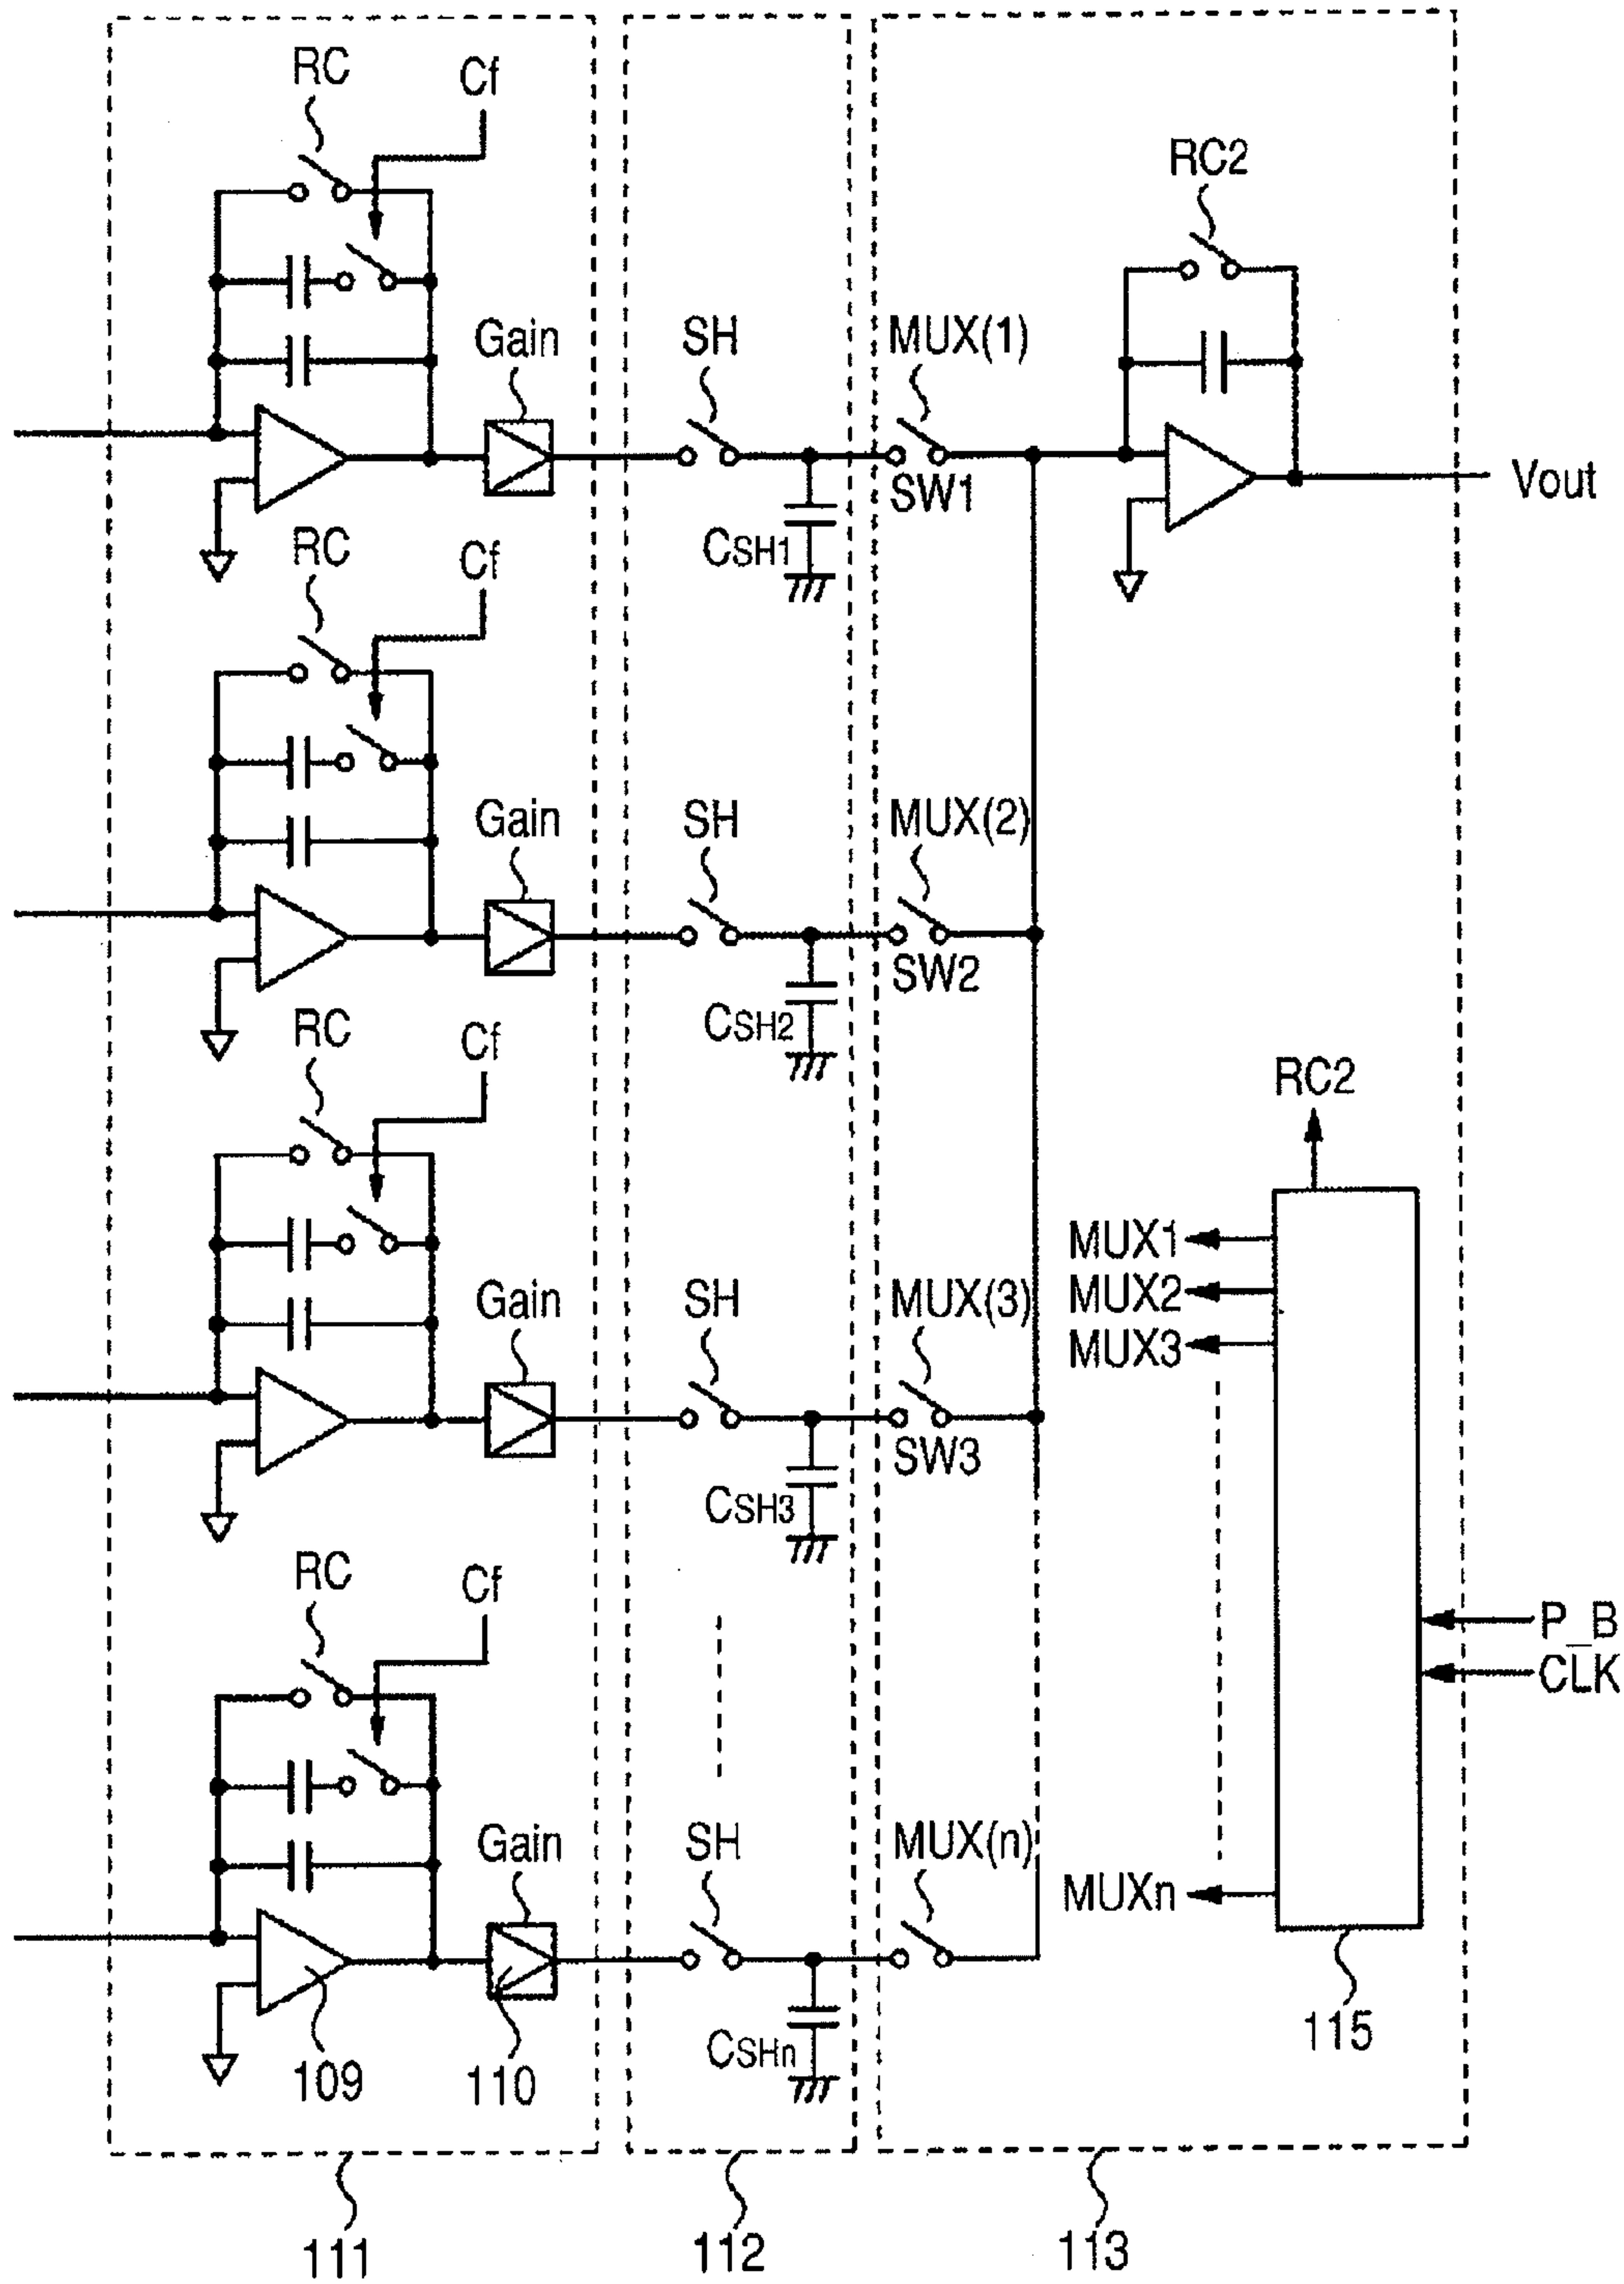 RC
Cf
RC2
Gain
SH
MUX(1)
SW1
Vout
CSH1
RC
Cf
Gain
SH
MUX(2)
SW2
CSH2
RC
Cf
RC2
MUX1
MUX2
MUX3
Gain
SH
MUX(3)
SW3
CSH3
RC
Cf
P_B
CLK
Gain
SH
MUX(n)
MUXn
CSHn
109
110
115
111
112
113